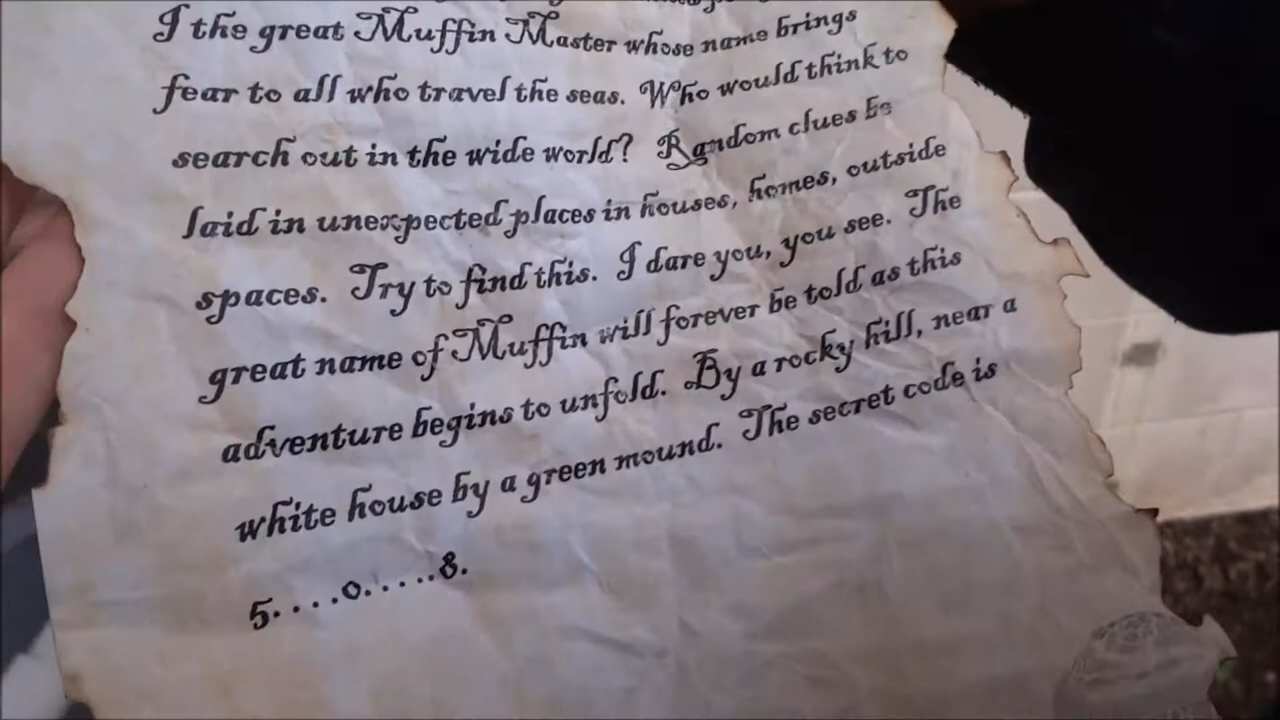 I the great Muffin Master whose name brings
fear to all who travel the seas. Who would think to
search out in the wide world? Random clues be
laid in unexpected places in houses, homes, outside
spaces. Try to find this. I dare you, you see. The
great name of Muffin will forever be told as this
adventure begins to unfold. By a rocky hill, near a
white house by a green mound. The secret code is
5....0.....8.